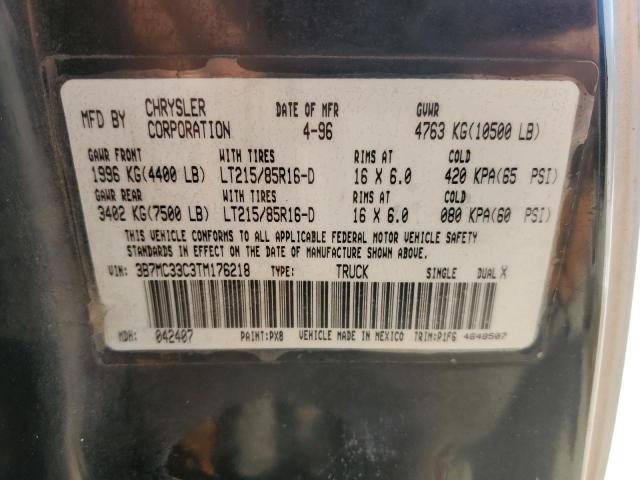 MFD BY CHRYSLER CORPORATION DATE OF MFR 4-96 GVWR 4763 KG(10500 LB)
GAWR FRONT WITH TIRES RIMS AT COLD
1996 KG(4400 LB) LT215/85R16-D 16 X 6.0 420 KPA(65 PSI)
GAWR REAR WITH TIRES RIMS AT COLD
3402 KG(7500 LB) LT215/85R16-D 16 X 6.0 080 KPA(60 PSI)
THIS VEHICLE CONFORMS TO ALL APPLICABLE FEDERAL MOTOR VEHICLE SAFETY
STANDARDS IN EFFECT ON THE DATE OF MANUFACTURE SHOWN ABOVE.
VIN: 3B7MC33C3TM176218 TYPE: TRUCK SINGLE DUAL X
MDH: 042407 PAINT:PX8 VEHICLE MADE IN MEXICO TRIM:P1F6 4648507